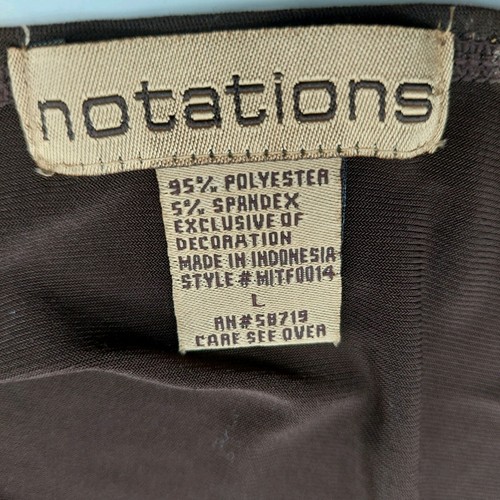 notations
95% POLYESTER
5% SPANDEX
EXCLUSIVE OF
DECORATION
MADE IN INDONESIA
STYLE # MITF0014
L
RN#58719
CARE SEE OVER